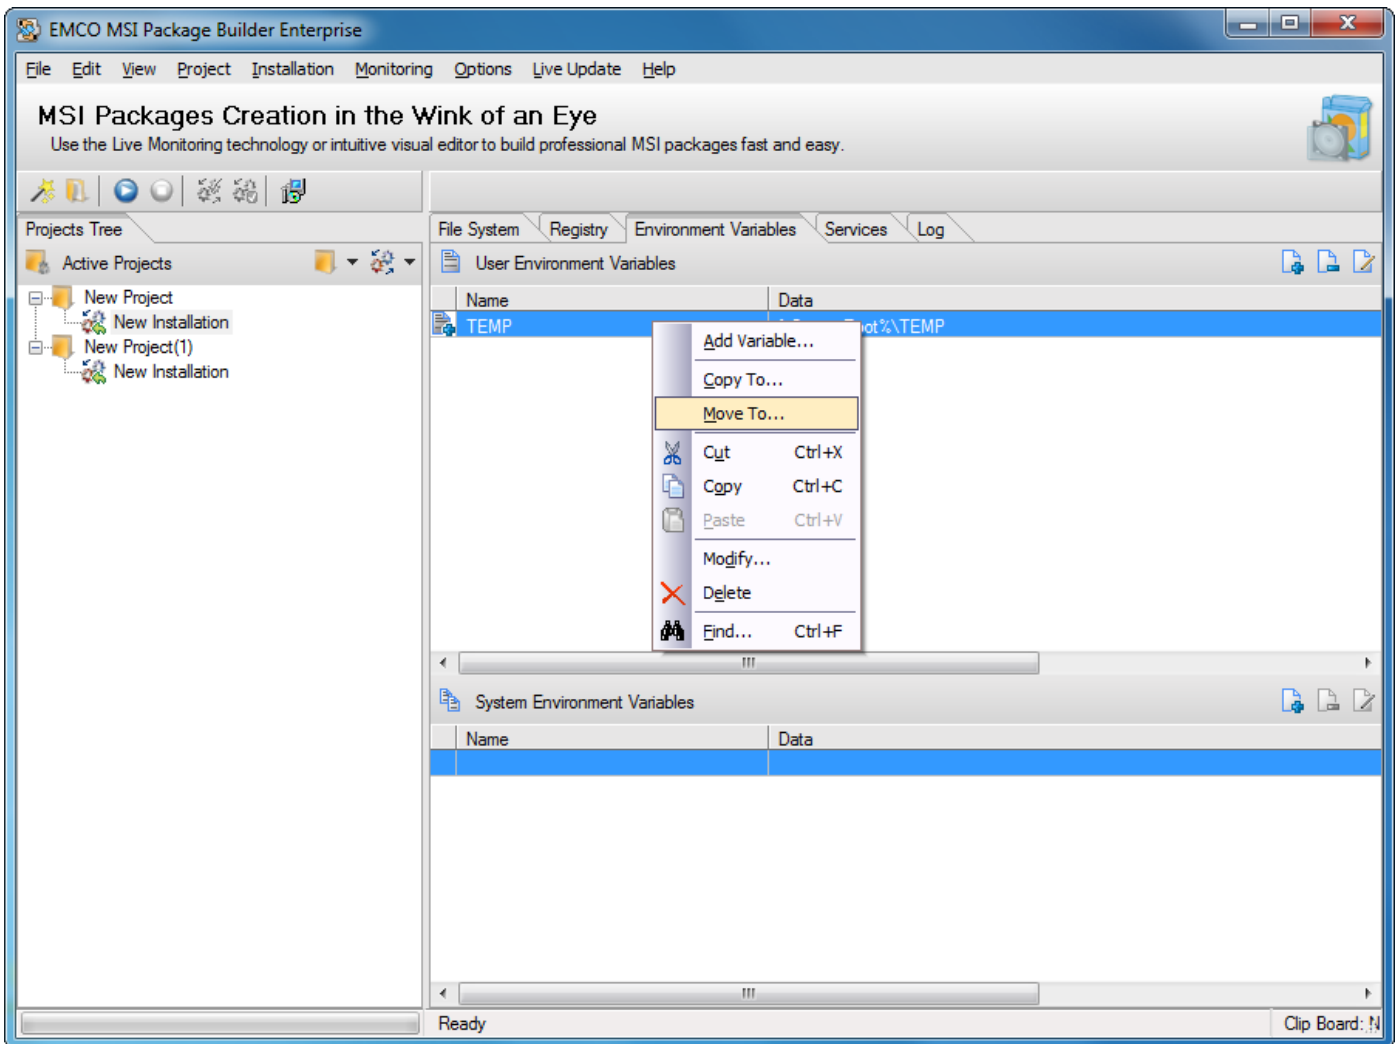 EMCO MSI Package Builder Enterprise
File Edit View Project Installation Monitoring Options Live Update Help
MSI Packages Creation in the Wink of an Eye
Use the Live Monitoring technology or intuitive visual editor to build professional MSI packages fast and easy.
Projects Tree
File System Registry Environment Variables Services Log
Active Projects
User Environment Variables
Name Data
New Project
New Installation
New Project(1)
New Installation
TEMP
oot%\TEMP
Add Variable...
Copy To...
Move To...
Cut Ctrl+X
Copy Ctrl+C
Paste Ctrl+V
Modify...
Delete
Find... Ctrl+F
System Environment Variables
Name Data
Ready
Clip Board: N